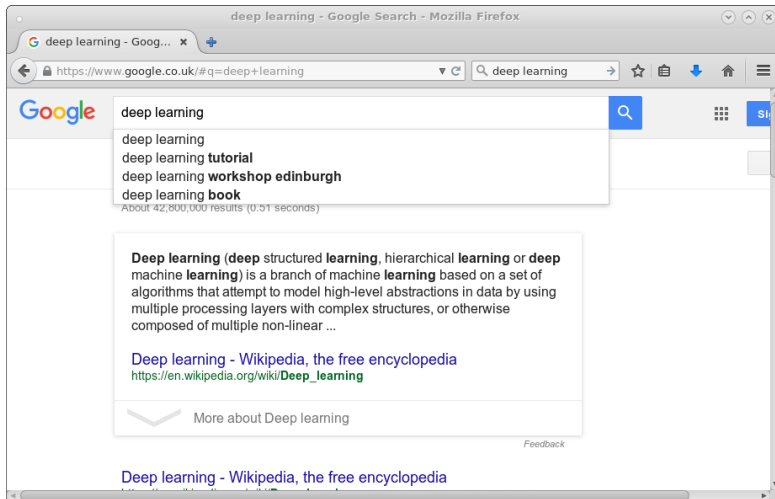 deep learning - Google Search - Mozilla Firefox
deep learning - Goog...
https://www.google.co.uk/#q=deep+learning
deep learning
Google
deep learning
deep learning
deep learning tutorial
deep learning workshop edinburgh
deep learning book
About 42,800,000 results (0.51 seconds)
Deep learning (deep structured learning, hierarchical learning or deep
machine learning) is a branch of machine learning based on a set of
algorithms that attempt to model high-level abstractions in data by using
multiple processing layers with complex structures, or otherwise
composed of multiple non-linear ...
Deep learning - Wikipedia, the free encyclopedia
https://en.wikipedia.org/wiki/Deep_learning
More about Deep learning
Feedback
Deep learning - Wikipedia, the free encyclopedia